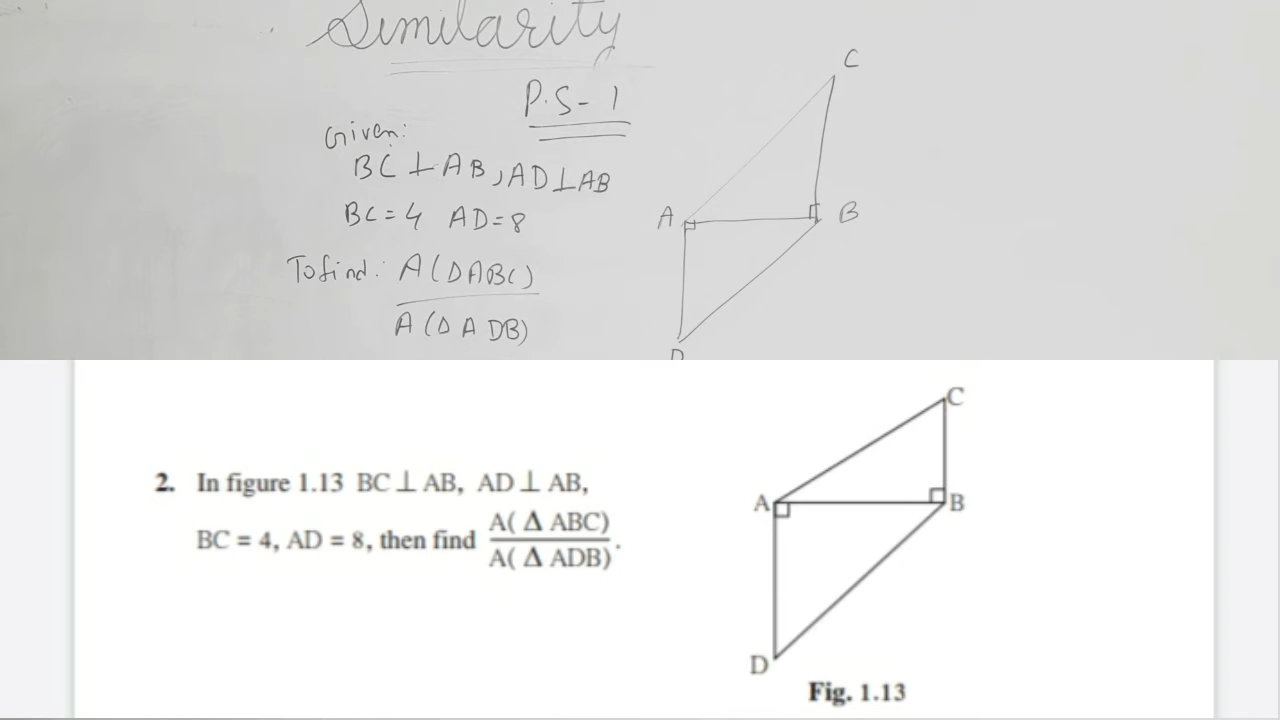 Similarity
P.S-1
Given:
BC ⊥ AB, AD ⊥ AB
BC = 4 AD = 8
To find: A(ΔABC)
A(ΔADB)
C
A
B
D
2. In figure 1.13 BC ⊥ AB, AD ⊥ AB,
BC = 4, AD = 8, then find A( Δ ABC)
A( Δ ADB) .
C
A
B
D
Fig. 1.13